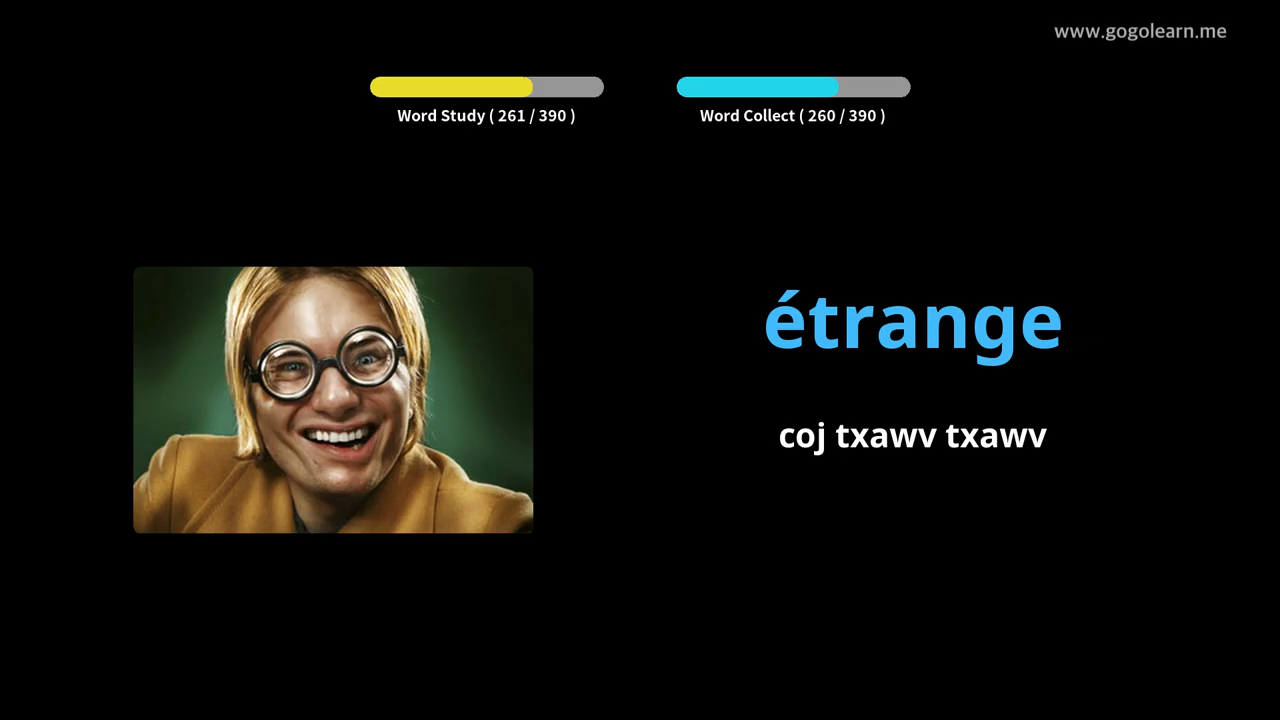 www.gogolearn.me
Word Study ( 261 / 390 )
Word Collect ( 260 / 390 )
étrange
coj txawv txawv